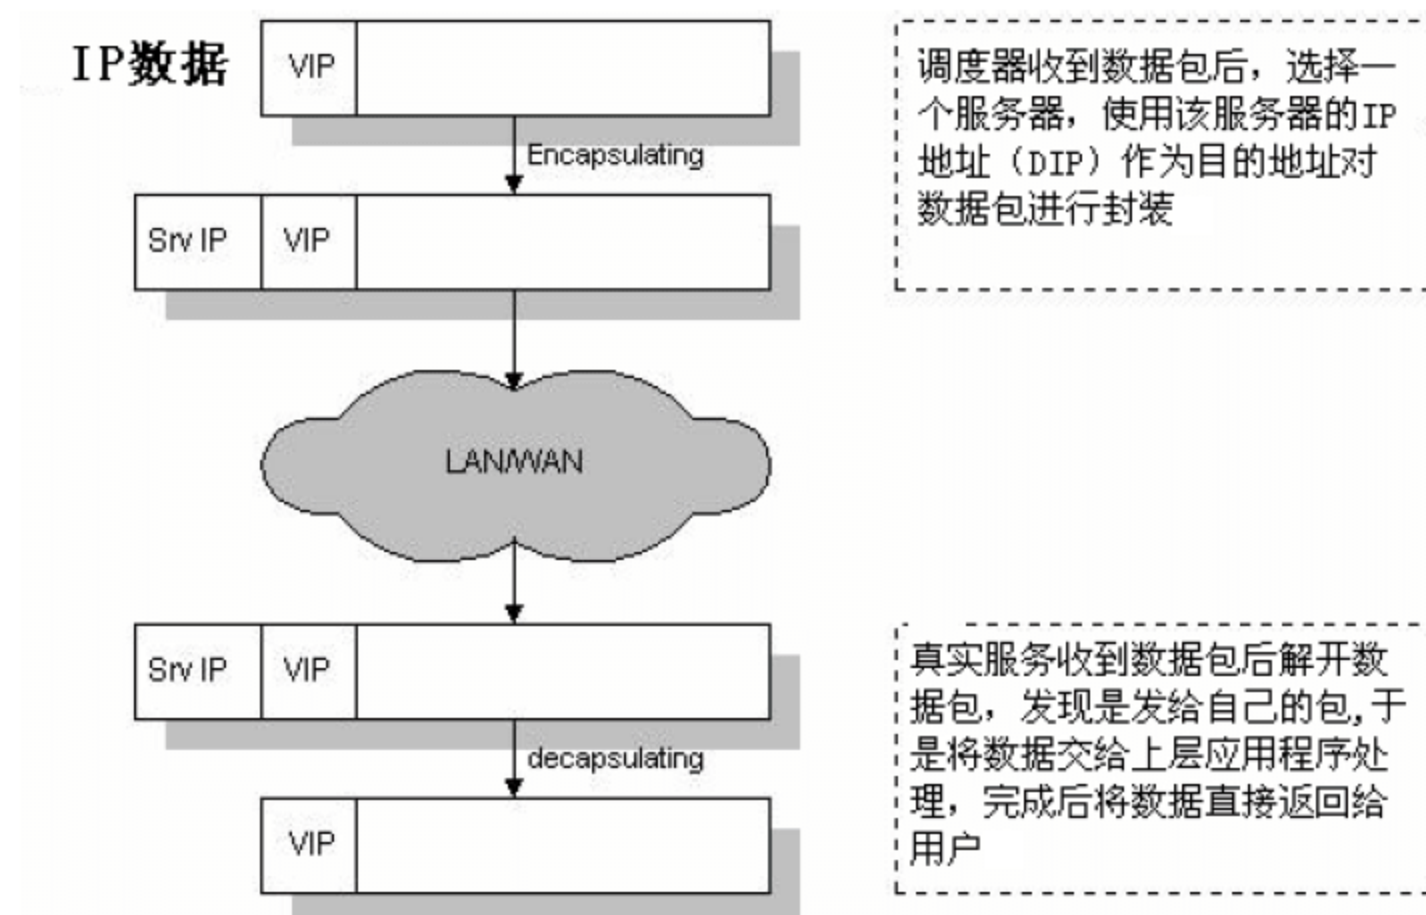 IP数据
VIP
调度器收到数据包后，选择一
个服务器，使用该服务器的IP
地址（DIP）作为目的地址对
数据包进行封装
Encapsulating
Srv IP
VIP
LAN/WAN
Srv IP
VIP
真实服务收到数据包后解开数
据包，发现是发给自己的包,于
是将数据交给上层应用程序处
理，完成后将数据直接返回给
用户
decapsulating
VIP